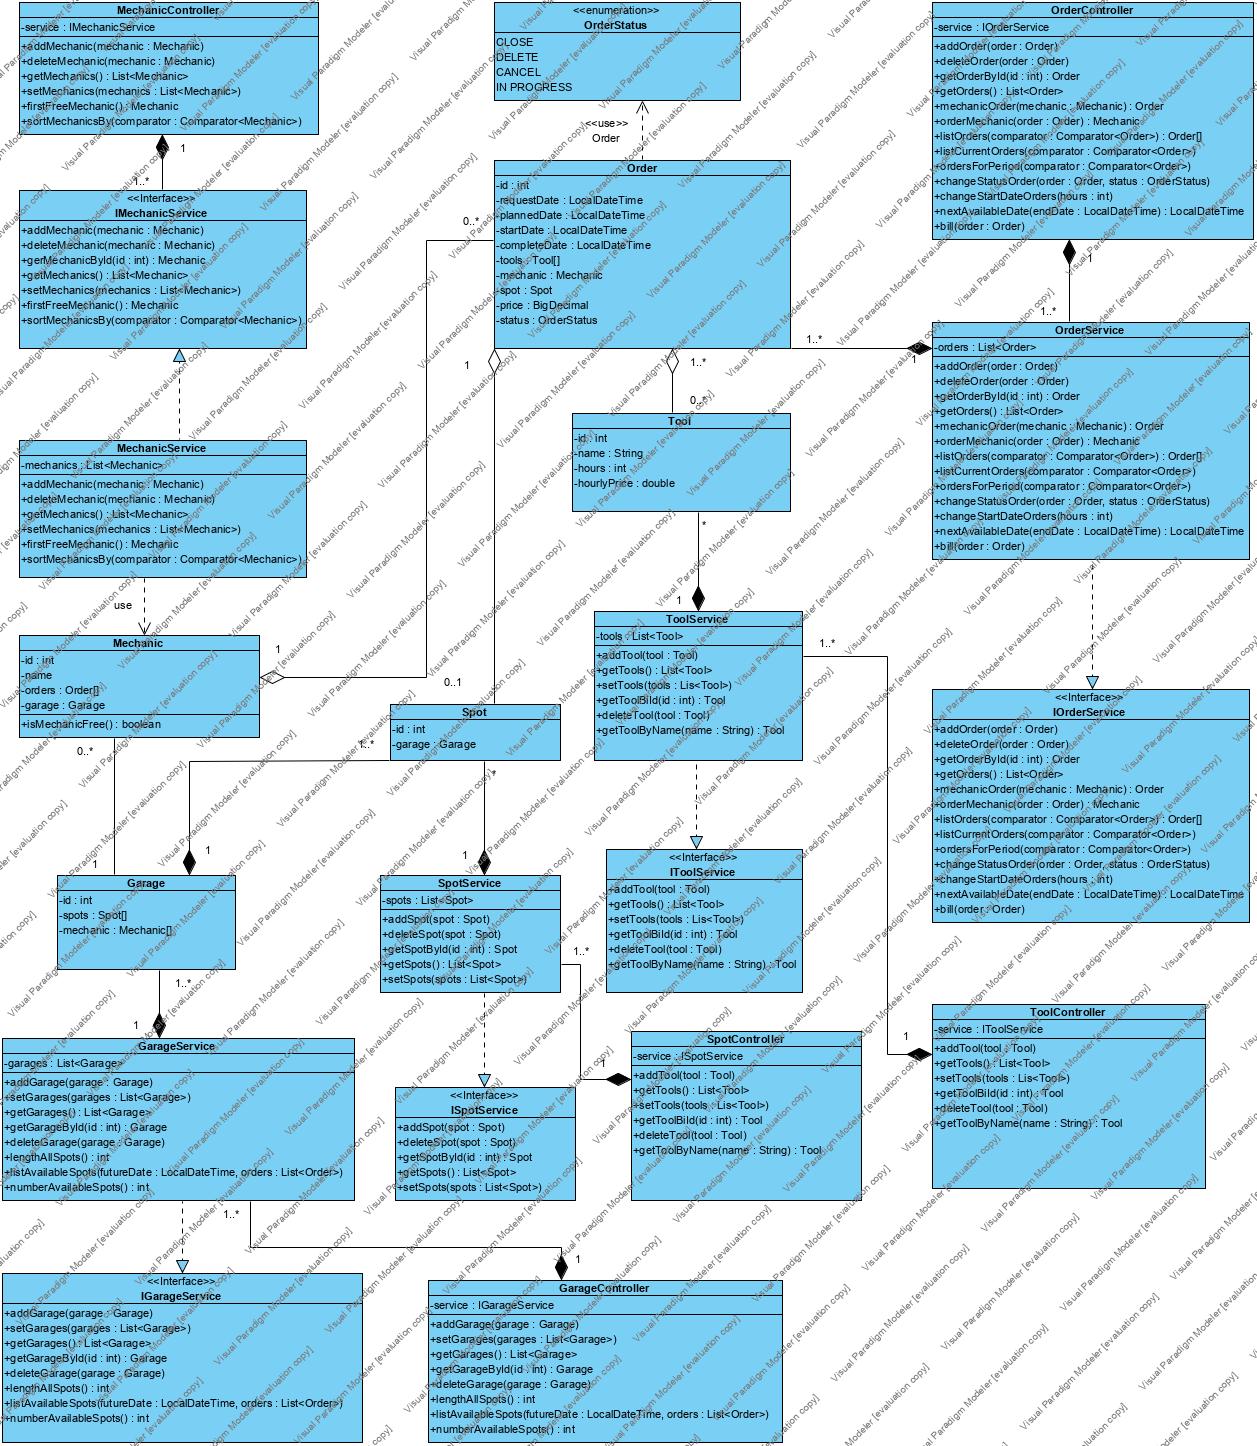 MechanicController
-service : IMechanicService
+addMechanic(mechanic : Mechanic)
+deleteMechanic(mechanic : Mechanic)
+getMechanics() : List<Mechanic>
+setMechanics(mechanics : List<Mechanic>)
+firstFreeMechanic() : Mechanic
+sortMechanicsBy(comparator : Comparator<Mechanic>)
1
1..*
<<Interface>>
IMechanicService
+addMechanic(mechanic : Mechanic)
+deleteMechanic(mechanic : Mechanic)
+gerMechanicById(id : int) : Mechanic
+getMechanics() : List<Mechanic>
+setMechanics(mechanics : List<Mechanic>)
+firstFreeMechanic() : Mechanic
+sortMechanicsBy(comparator : Comparator<Mechanic>)
MechanicService
-mechanics : List<Mechanic>
+addMechanic(mechanic : Mechanic)
+deleteMechanic(mechanic : Mechanic)
+getMechanics() : List<Mechanic>
+setMechanics(mechanics : List<Mechanic>)
+firstFreeMechanic() : Mechanic
+sortMechanicsBy(comparator : Comparator<Mechanic>)
use
Mechanic
-id : int
-name
-orders : Order[]
-garage : Garage
+isMechanicFree() : boolean
0..*
1
1
0..1
0..*
<<enumeration>>
OrderStatus
CLOSE
DELETE
CANCEL
IN PROGRESS
<<use>>
Order
Order
-id : int
-requestDate : LocalDateTime
-plannedDate : LocalDateTime
-startDate : LocalDateTime
-completeDate : LocalDateTime
-tools : Tool[]
-mechanic : Mechanic
-spot : Spot
-price : BigDecimal
-status : OrderStatus
1
1..*
0..*
1..*
1
Tool
-id : int
-name : String
-hours : int
-hourlyPrice : double
*
1
ToolService
-tools : List<Tool>
+addTool(tool : Tool)
+getTools() : List<Tool>
+setTools(tools : Lis<Tool>)
+getToolBiId(id : int) : Tool
+deleteTool(tool : Tool)
+getToolByName(name : String) : Tool
1..*
1
<<Interface>>
IToolService
+addTool(tool : Tool)
+getTools() : List<Tool>
+setTools(tools : Lis<Tool>)
+getToolBiId(id : int) : Tool
+deleteTool(tool : Tool)
+getToolByName(name : String) : Tool
OrderController
-service : IOrderService
+addOrder(order : Order)
+deleteOrder(order : Order)
+getOrderById(id : int) : Order
+getOrders() : List<Order>
+mechanicOrder(mechanic : Mechanic) : Order
+orderMechanic(order : Order) : Mechanic
+listOrders(comparator : Comparator<Order>) : Order[]
+listCurrentOrders(comparator : Comparator<Order>)
+ordersForPeriod(comparator : Comparator<Order>)
+changeStatusOrder(order : Order, status : OrderStatus)
+changeStartDateOrders(hours : int)
+nextAvailableDate(endDate : LocalDateTime) : LocalDateTime
+bill(order : Order)
1
1..*
OrderService
-orders : List<Order>
+addOrder(order : Order)
+deleteOrder(order : Order)
+getOrderById(id : int) : Order
+getOrders() : List<Order>
+mechanicOrder(mechanic : Mechanic) : Order
+orderMechanic(order : Order) : Mechanic
+listOrders(comparator : Comparator<Order>) : Order[]
+listCurrentOrders(comparator : Comparator<Order>)
+ordersForPeriod(comparator : Comparator<Order>)
+changeStatusOrder(order : Order, status : OrderStatus)
+changeStartDateOrders(hours : int)
+nextAvailableDate(endDate : LocalDateTime) : LocalDateTime
+bill(order : Order)
<<Interface>>
IOrderService
+addOrder(order : Order)
+deleteOrder(order : Order)
+getOrderById(id : int) : Order
+getOrders() : List<Order>
+mechanicOrder(mechanic : Mechanic) : Order
+orderMechanic(order : Order) : Mechanic
+listOrders(comparator : Comparator<Order>) : Order[]
+listCurrentOrders(comparator : Comparator<Order>)
+ordersForPeriod(comparator : Comparator<Order>)
+changeStatusOrder(order : Order, status : OrderStatus)
+changeStartDateOrders(hours : int)
+nextAvailableDate(endDate : LocalDateTime) : LocalDateTime
+bill(order : Order)
Spot
-id : int
-garage : Garage
1..*
1
*
1
Garage
-id : int
-spots : Spot[]
-mechanic : Mechanic[]
1..*
1
SpotService
-spots : List<Spot>
+addSpot(spot : Spot)
+deleteSpot(spot : Spot)
+getSpotById(id : int) : Spot
+getSpots() : List<Spot>
+setSpots(spots : List<Spot>)
1..*
1
<<Interface>>
ISpotService
+addSpot(spot : Spot)
+deleteSpot(spot : Spot)
+getSpotById(id : int) : Spot
+getSpots() : List<Spot>
+setSpots(spots : List<Spot>)
SpotController
-service : ISpotService
+addTool(tool : Tool)
+getTools() : List<Tool>
+setTools(tools : Lis<Tool>)
+getToolBiId(id : int) : Tool
+deleteTool(tool : Tool)
+getToolByName(name : String) : Tool
ToolController
-service : IToolService
+addTool(tool : Tool)
+getTools() : List<Tool>
+setTools(tools : Lis<Tool>)
+getToolBiId(id : int) : Tool
+deleteTool(tool : Tool)
+getToolByName(name : String) : Tool
GarageService
-garages : List<Garage>
+addGarage(garage : Garage)
+setGarages(garages : List<Garage>)
+getGarages() : List<Garage>
+getGarageById(id : int) : Garage
+deleteGarage(garage : Garage)
+lengthAllSpots() : int
+listAvailableSpots(futureDate : LocalDateTime, orders : List<Order>)
+numberAvailableSpots() : int
1..*
1
<<Interface>>
IGarageService
+addGarage(garage : Garage)
+setGarages(garages : List<Garage>)
+getGarages() : List<Garage>
+getGarageById(id : int) : Garage
+deleteGarage(garage : Garage)
+lengthAllSpots() : int
+listAvailableSpots(futureDate : LocalDateTime, orders : List<Order>)
+numberAvailableSpots() : int
GarageController
-service : IGarageService
+addGarage(garage : Garage)
+setGarages(garages : List<Garage>)
+getGarages() : List<Garage>
+getGarageById(id : int) : Garage
+deleteGarage(garage : Garage)
+lengthAllSpots() : int
+listAvailableSpots(futureDate : LocalDateTime, orders : List<Order>)
+numberAvailableSpots() : int
Visual Paradigm Modeler [evaluation copy]